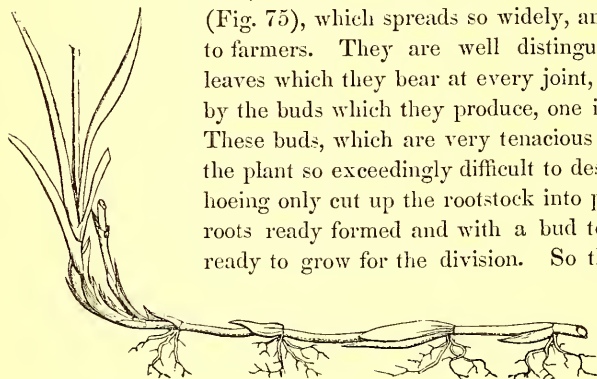 (Fig. 75), which spreads so widely, an
to farmers. They are well distingu
leaves which they bear at every joint,
by the buds which they produce, one i
These buds, which are very tenacious
the plant so exceedingly difficult to des
hoeing only cut up the rootstock into p
roots ready formed and with a bud to
ready to grow for the division. So th